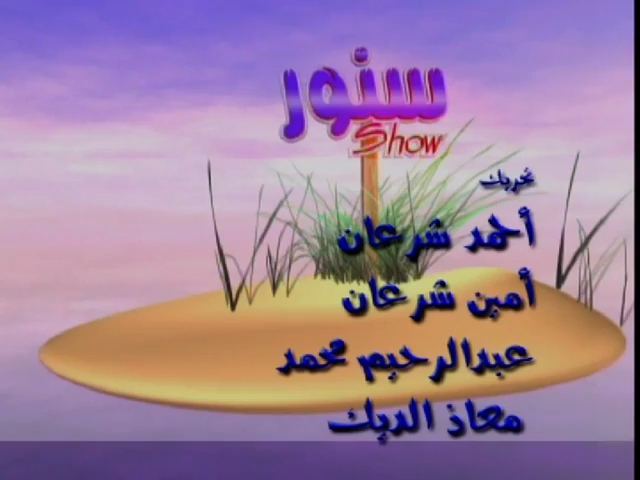 سنور
Show
تحريك
أحمد شرعان
أمين شرعان
عبدالرحيم محمد
معاذ الديك